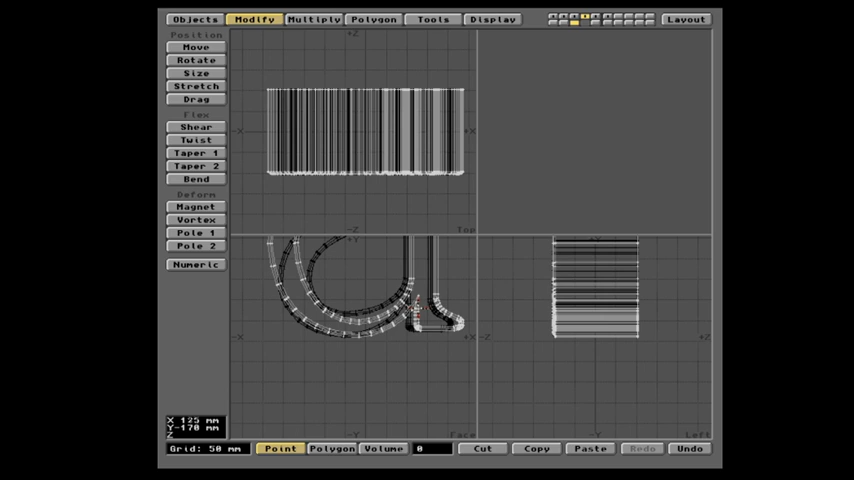 Objects Modify Multiply Polygon Tools Display Layout
Position
Move
Rotate
Size
Stretch
Drag
Flex
Shear
Twist
Taper 1
Taper 2
Bend
Deform
Magnet
Vortex
Pole 1
Pole 2
Numeric
+Z
-X +X
-Z Top
+Y +Y
-X +X -Z +Z
-Y Face -Y Left
X 125 mm
Y-170 mm
Z
Grid: 50 mm Point Polygon Volume 0 Cut Copy Paste Redo Undo